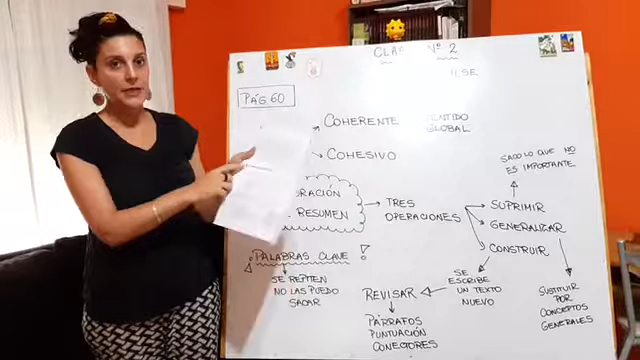 CLASE Nº 2
PÁG 60
COHERENTE
SENTIDO
GLOBAL
COHESIVO
SACO LO QUE NO
ES IMPORTANTE
RESUMEN
TRES
OPERACIONES
SUPRIMIR
GENERALIZAR
CONSTRUIR
¡PALABRAS CLAVE!
SE REPITEN
NO LAS PUEDO
SACAR
REVISAR
SE
ESCRIBE
UN TEXTO
NUEVO
PÁRRAFOS
PUNTUACIÓN
CONECTORES
SUSTITUIR
POR
CONCEPTOS
GENERALES